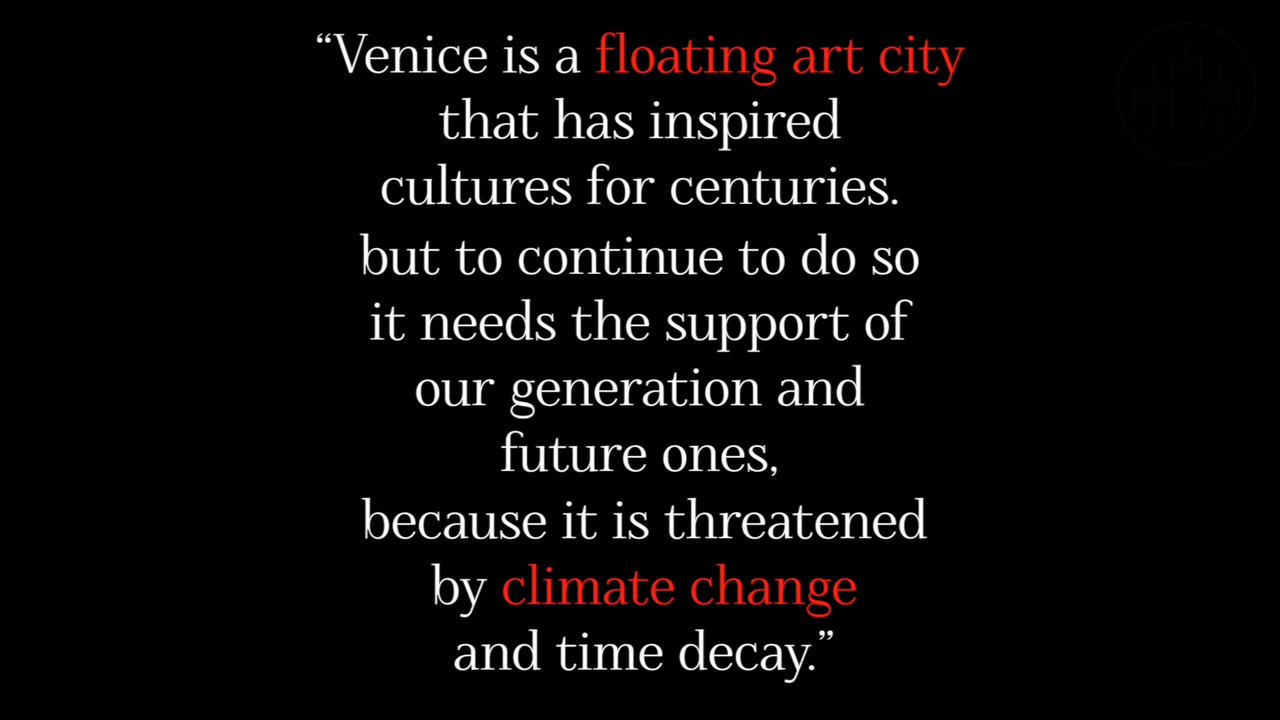 “Venice is a floating art city
that has inspired
cultures for centuries.
but to continue to do so
it needs the support of
our generation and
future ones,
because it is threatened
by climate change
and time decay.”